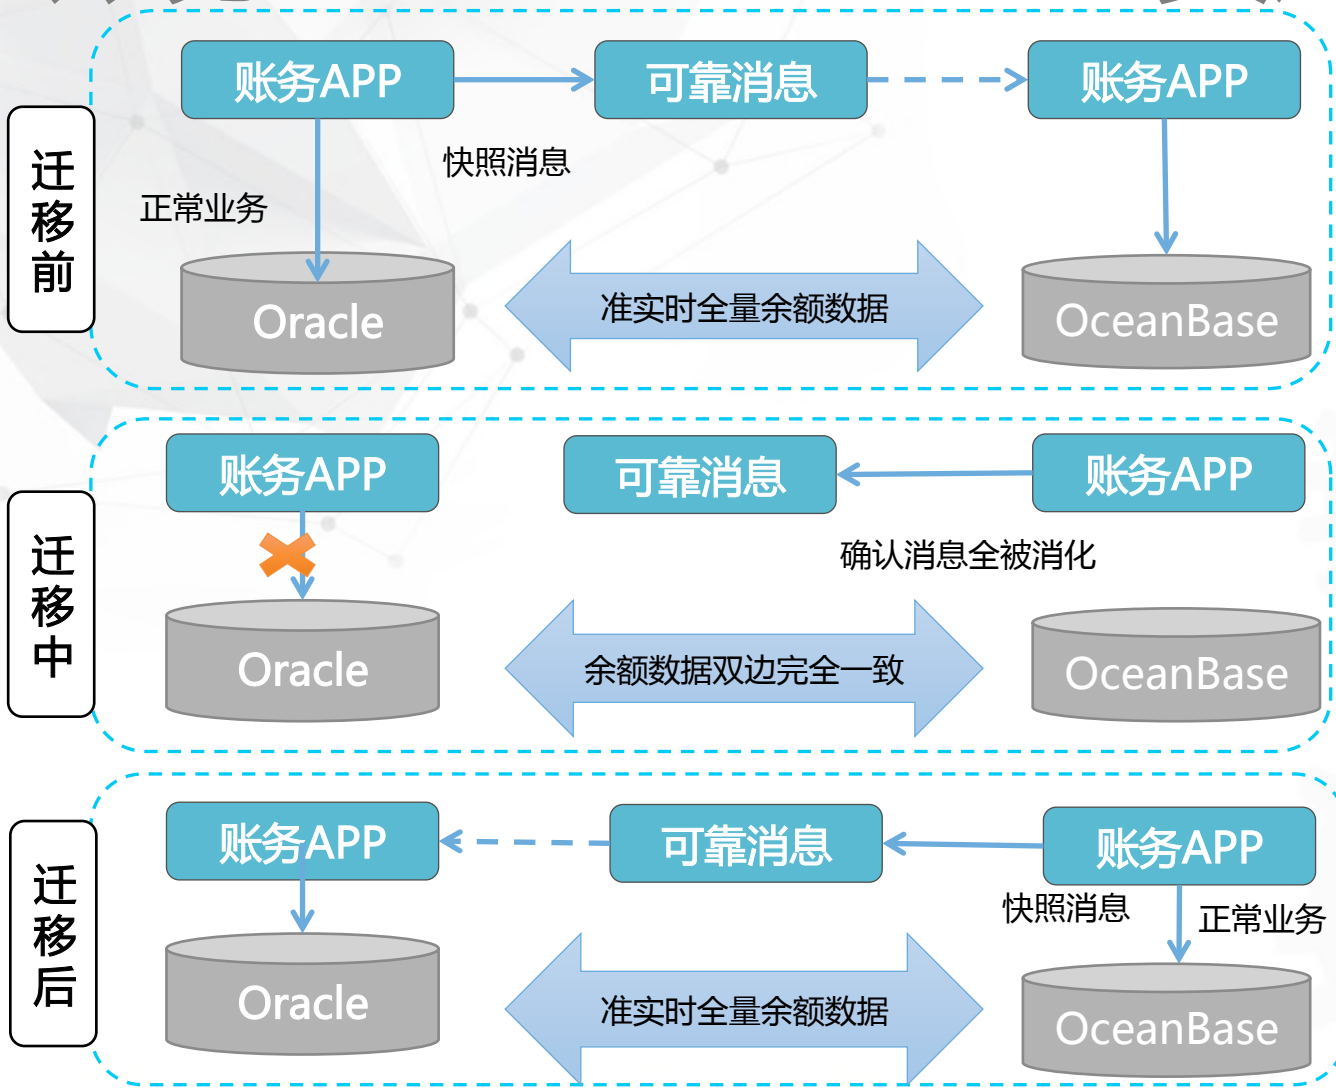 迁移前
账务APP
可靠消息
账务APP
快照消息
正常业务
Oracle
准实时全量余额数据
OceanBase
迁移中
账务APP
可靠消息
账务APP
确认消息全被消化
Oracle
余额数据双边完全一致
OceanBase
迁移后
账务APP
可靠消息
账务APP
快照消息
正常业务
Oracle
准实时全量余额数据
OceanBase